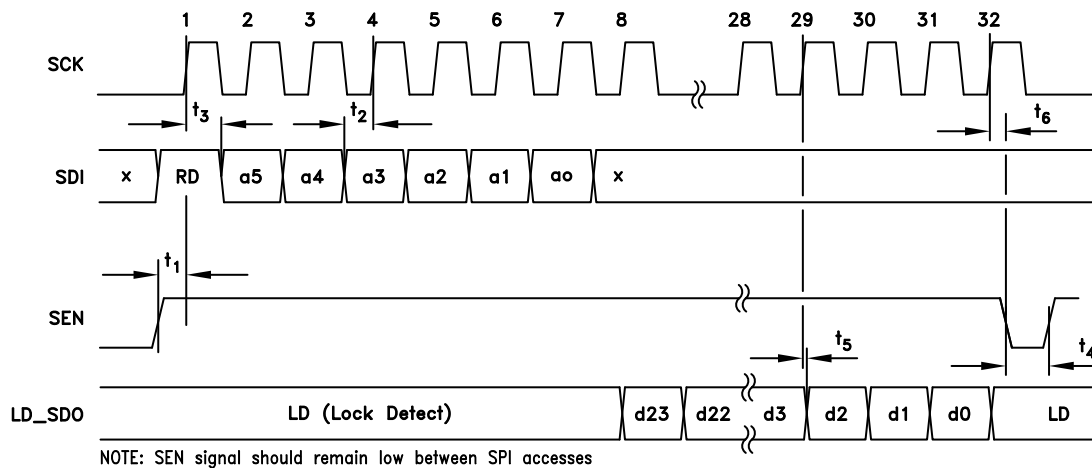 1 2 3 4 5 6 7 8 28 29 30 31 32
SCK
t3 t2 t6
SDI x RD a5 a4 a3 a2 a1 ao x
t1
SEN
t5 t4
LD_SDO LD (Lock Detect) d23 d22 d3 d2 d1 d0 LD
NOTE: SEN signal should remain low between SPI accesses